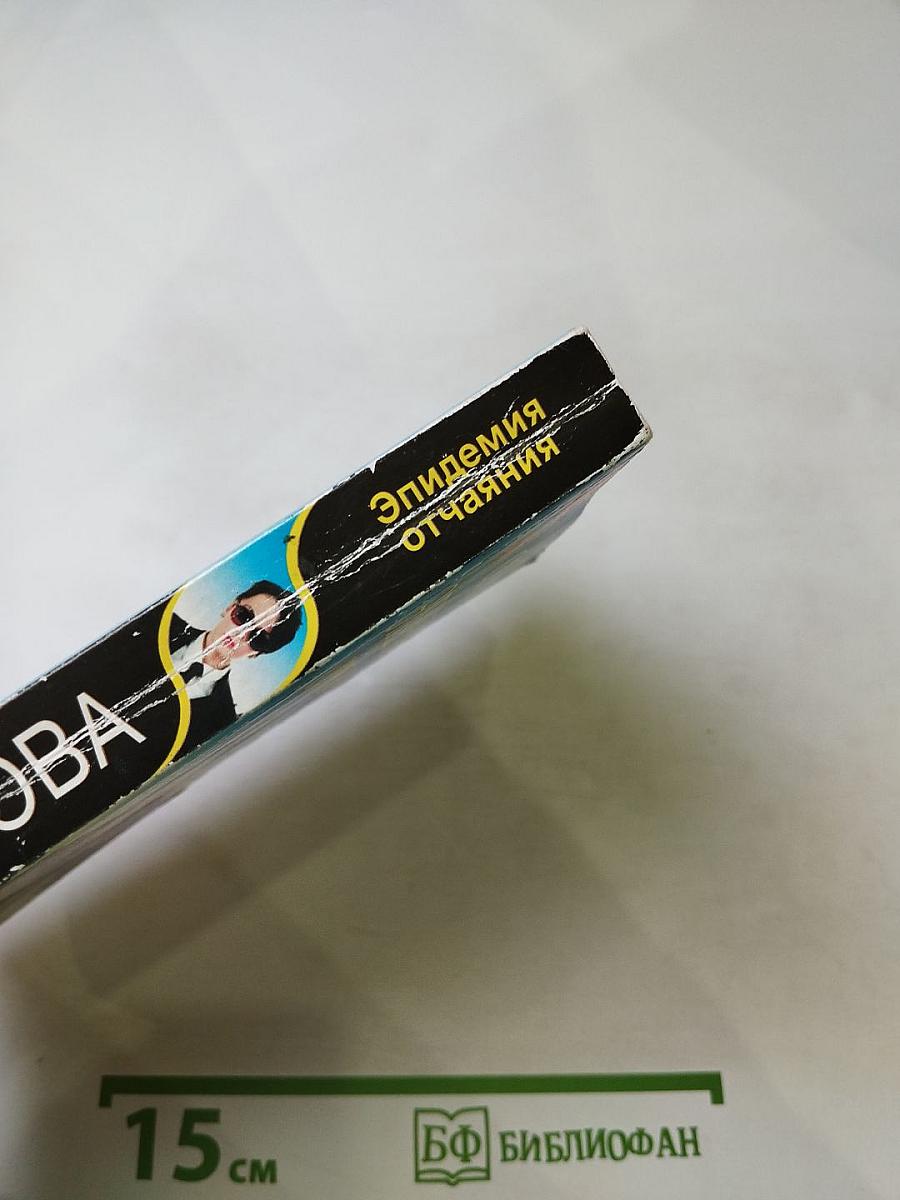 Эпидемия
отчаяния
ОВА
15 см
БФ БИБЛИОФАН